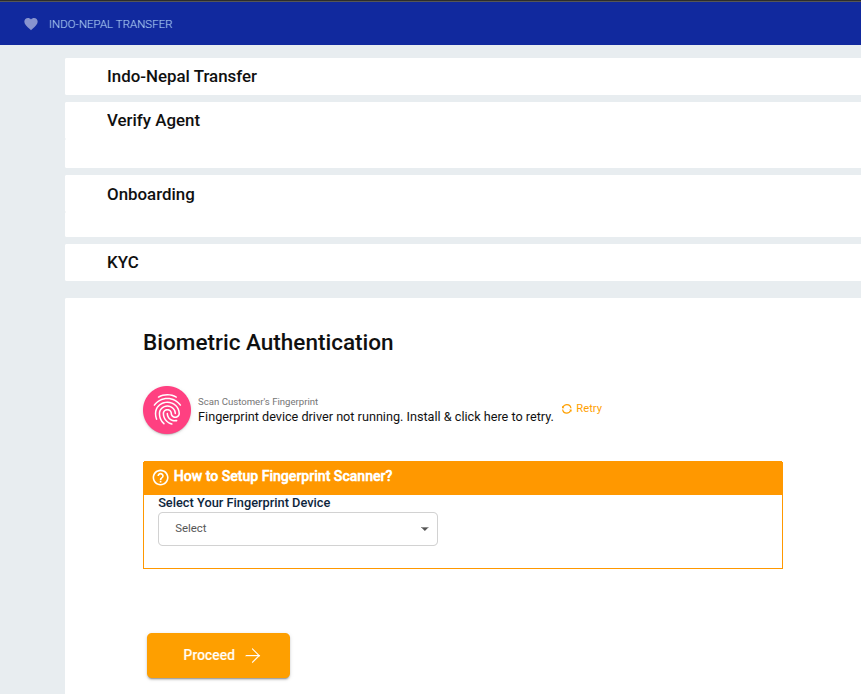 INDO-NEPAL TRANSFER
Indo-Nepal Transfer
Verify Agent
Onboarding
KYC
Biometric Authentication
Scan Customer's Fingerprint
Fingerprint device driver not running. Install & click here to retry.
Retry
How to Setup Fingerprint Scanner?
Select Your Fingerprint Device
Select
Proceed